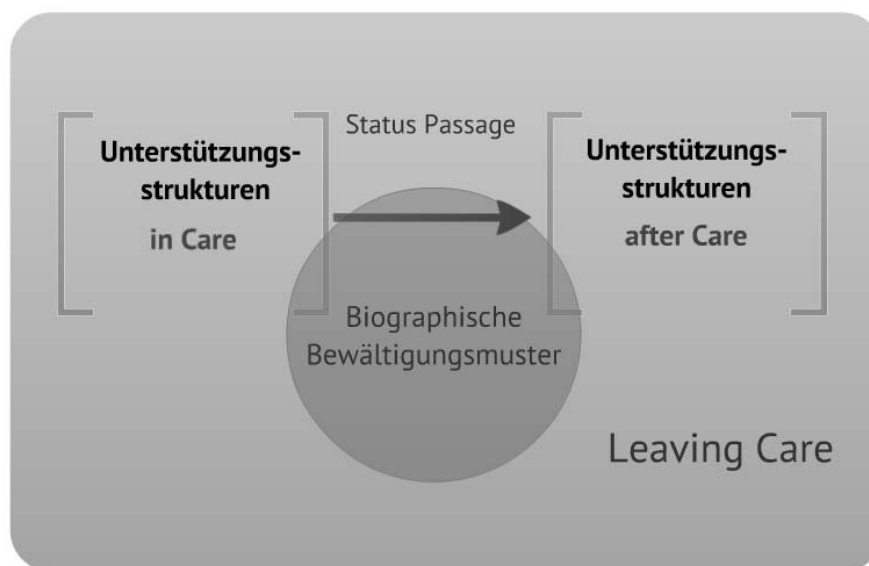 Unterstützungs-
strukturen
in Care
Status Passage
Unterstützungs-
strukturen
after Care
Biographische
Bewältigungsmuster
Leaving Care